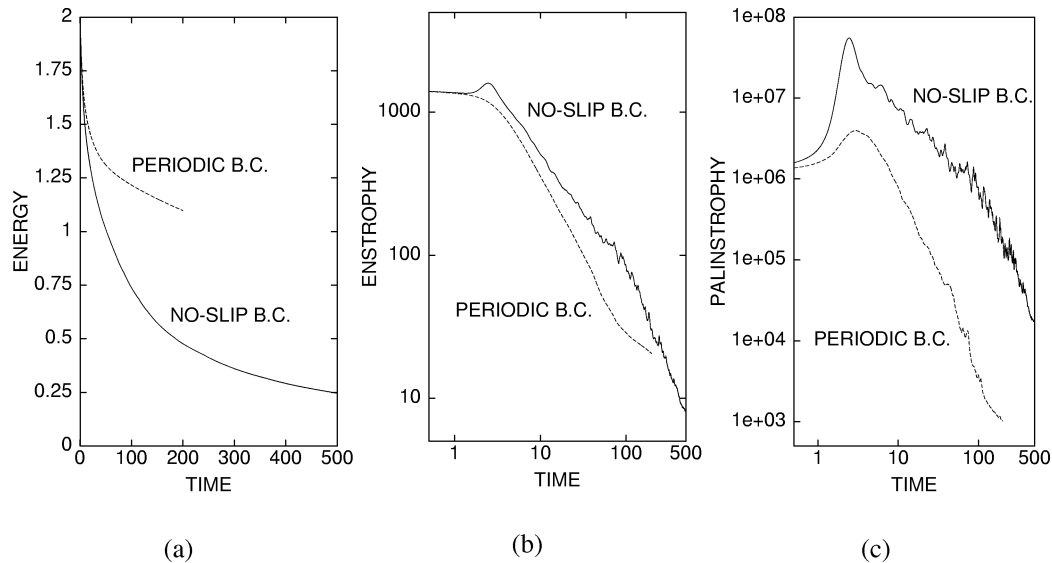 2
1.75
1.5
1.25
1
0.75
0.5
0.25
0
ENERGY
PERIODIC B.C.
NO-SLIP B.C.
0 100 200 300 400 500
TIME
(a)
1000
100
10
ENSTROPHY
NO-SLIP B.C.
PERIODIC B.C.
1 10 100 500
TIME
(b)
1e+08
1e+07
1e+06
1e+05
1e+04
1e+03
PALINSTROPHY
NO-SLIP B.C.
PERIODIC B.C.
1 10 100 500
TIME
(c)